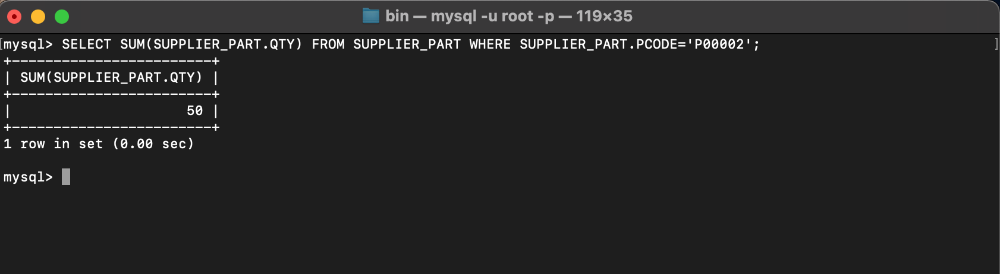 bin — mysql -u root -p — 119×35
[mysql> SELECT SUM(SUPPLIER_PART.QTY) FROM SUPPLIER_PART WHERE SUPPLIER_PART.PCODE='P00002'; ]
+------------------------+
| SUM(SUPPLIER_PART.QTY) |
+------------------------+
|                     50 |
+------------------------+
1 row in set (0.00 sec)
mysql>